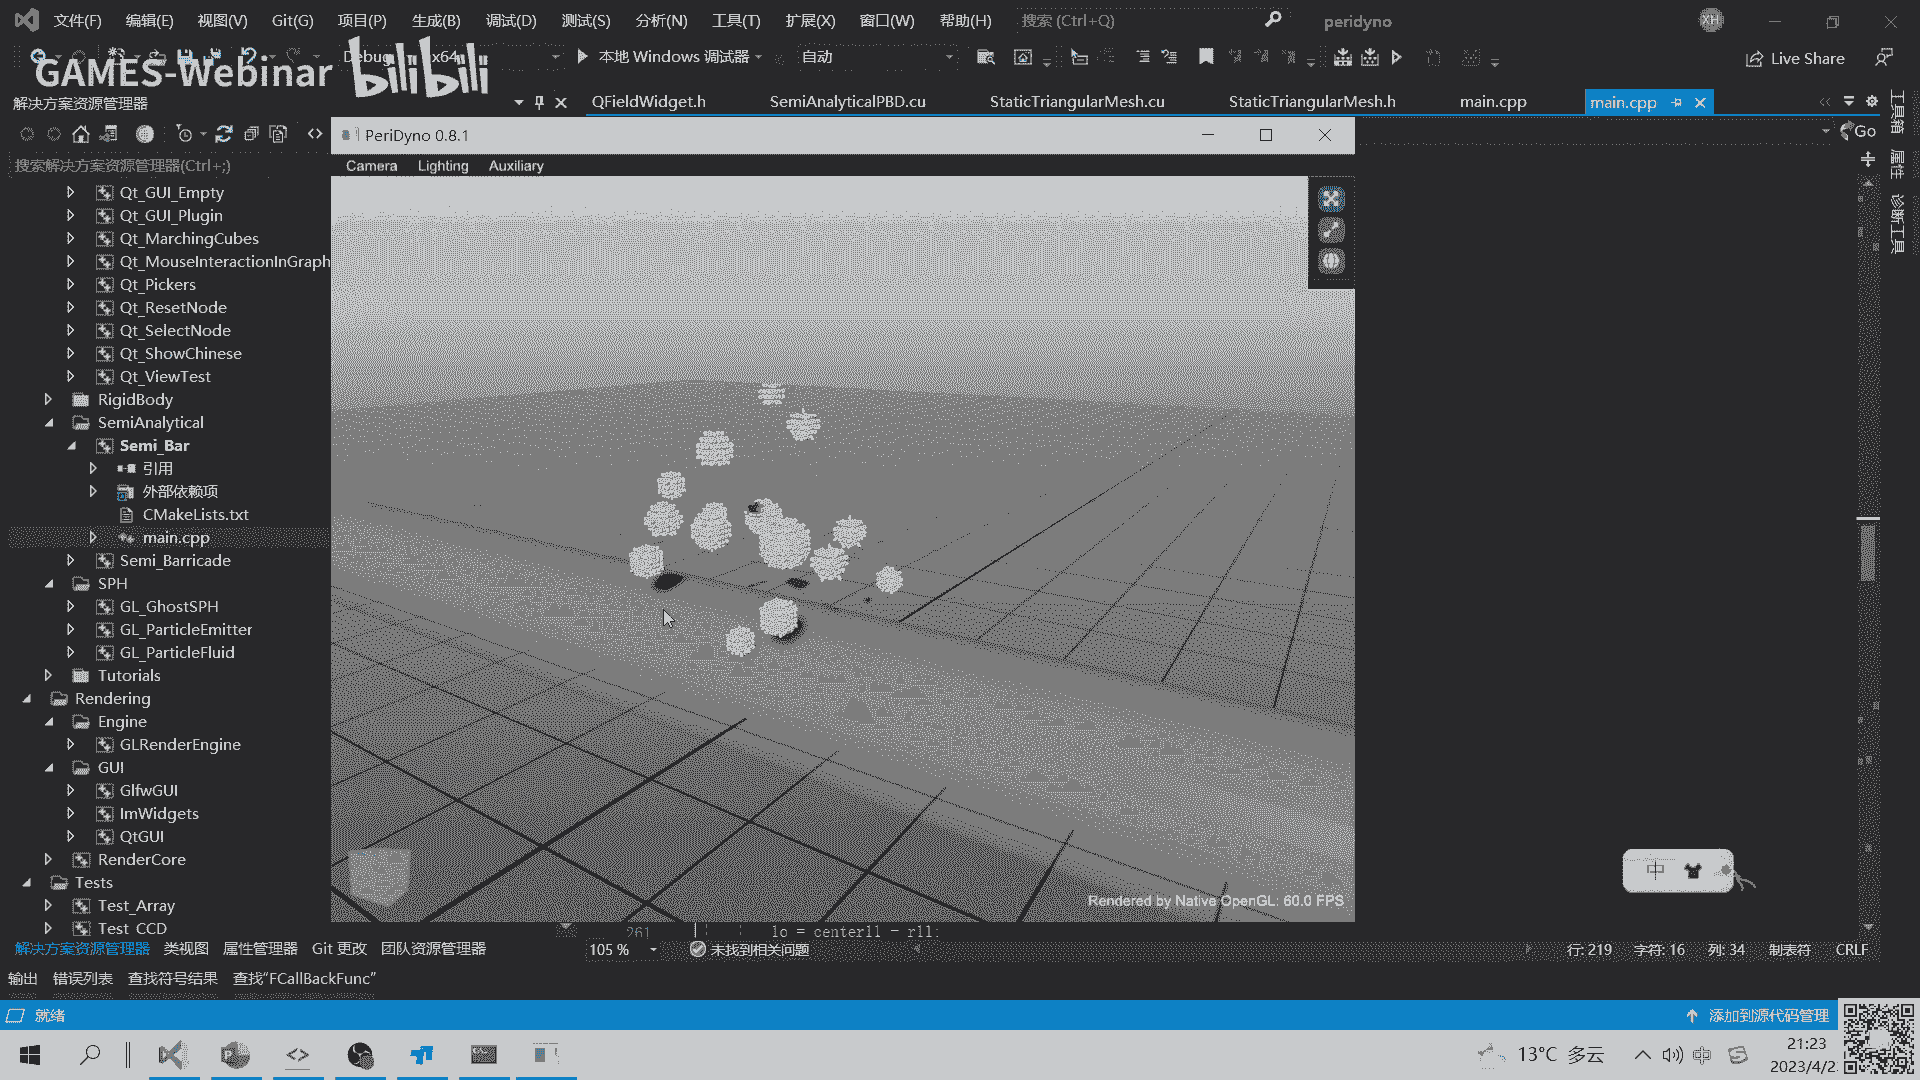 文件(F) 编辑(E) 视图(V) Git(G) 项目(P) 生成(B) 调试(D) 测试(S) 分析(N) 工具(T) 扩展(X) 窗口(W) 帮助(H) 搜索 (Ctrl+Q) peridyno XH
Debug x64 本地 Windows 调试器 自动 Live Share
GAMES-Webinar bilibili
解决方案资源管理器
QFieldWidget.h SemiAnalyticalPBD.cu StaticTriangularMesh.cu StaticTriangularMesh.h main.cpp main.cpp
Go
搜索解决方案资源管理器(Ctrl+;)
Qt_GUI_Empty
Qt_GUI_Plugin
Qt_MarchingCubes
Qt_MouseInteractionInGraph
Qt_Pickers
Qt_ResetNode
Qt_SelectNode
Qt_ShowChinese
Qt_ViewTest
RigidBody
SemiAnalytical
Semi_Bar
引用
外部依赖项
CMakeLists.txt
main.cpp
Semi_Barricade
SPH
GL_GhostSPH
GL_ParticleEmitter
GL_ParticleFluid
Tutorials
Rendering
Engine
GLRenderEngine
GUI
GlfwGUI
ImWidgets
QtGUI
RenderCore
Tests
Test_Array
Test_CCD
PeriDyno 0.8.1
Camera Lighting Auxiliary
Rendered by Native OpenGL: 60.0 FPS
工具箱
属性
诊断工具
中
261 lo = center11 - r11;
105 % 未找到相关问题 行: 219 字符: 16 列: 34 制表符 CRLF
解决方案资源管理器 类视图 属性管理器 Git 更改 团队资源管理器
输出 错误列表 查找符号结果 查找"FCallBackFunc"
就绪 添加到源代码管理
13°C 多云 中 21:23
2023/4/2